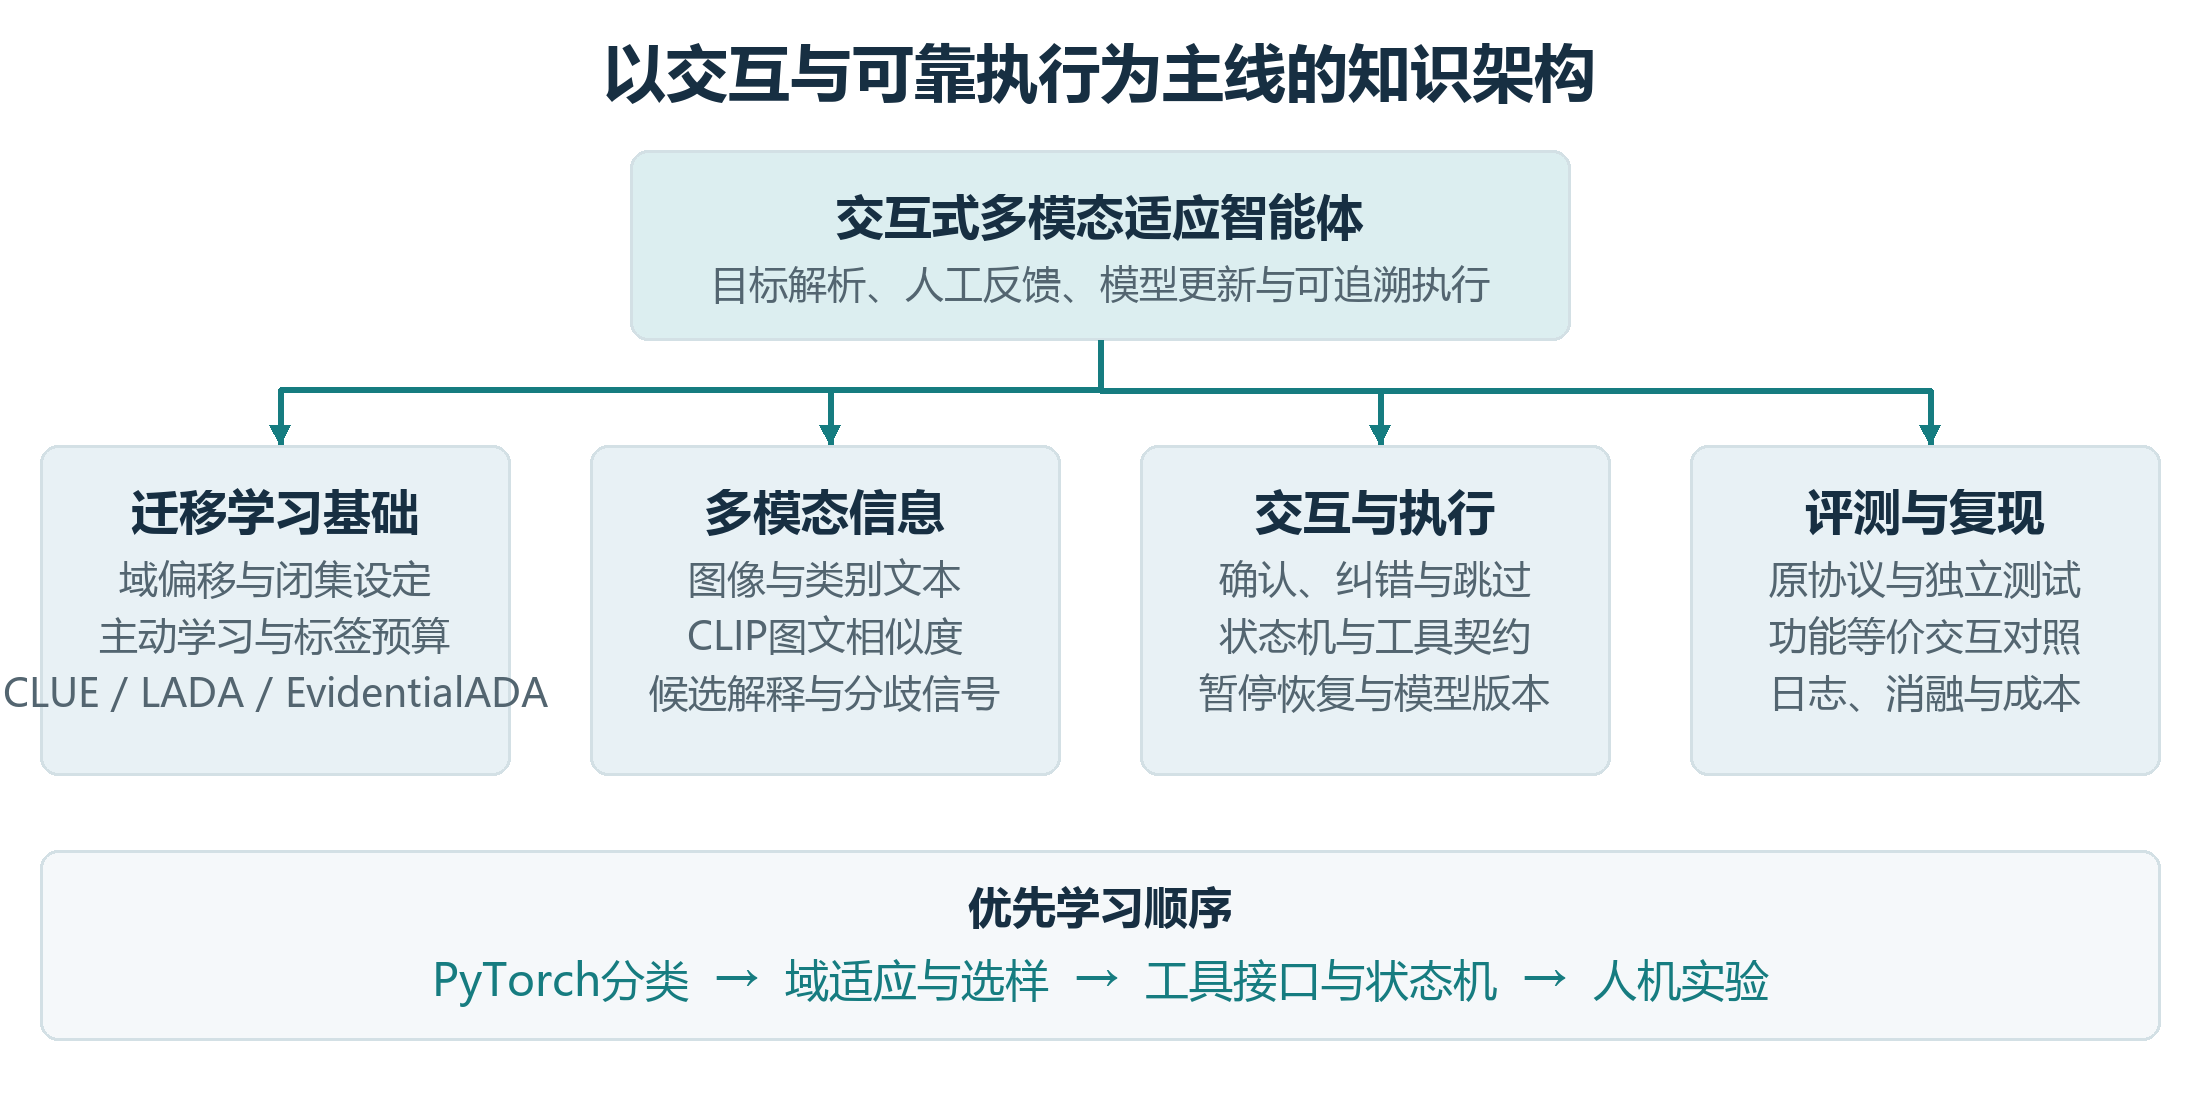 以交互与可靠执行为主线的知识架构
交互式多模态适应智能体
目标解析、人工反馈、模型更新与可追溯执行
迁移学习基础
域偏移与闭集设定
主动学习与标签预算
CLUE / LADA / EvidentialADA
多模态信息
图像与类别文本
CLIP图文相似度
候选解释与分歧信号
交互与执行
确认、纠错与跳过
状态机与工具契约
暂停恢复与模型版本
评测与复现
原协议与独立测试
功能等价交互对照
日志、消融与成本
优先学习顺序
PyTorch分类 → 域适应与选样 → 工具接口与状态机 → 人机实验